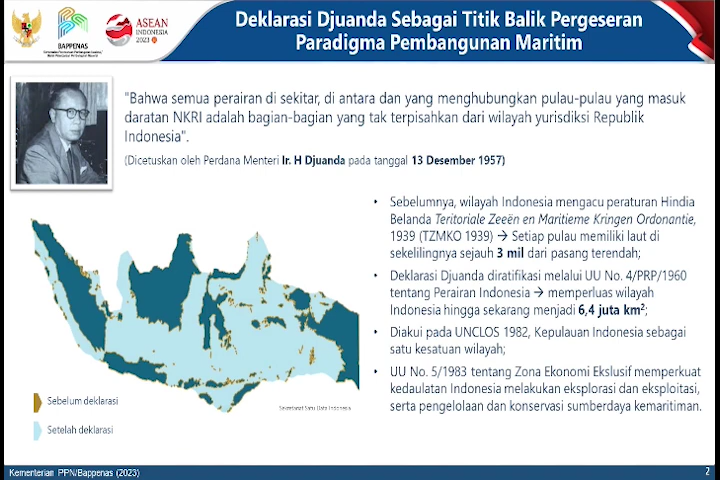 BAPPENAS
ASEAN
INDONESIA
2023
Deklarasi Djuanda Sebagai Titik Balik Pergeseran
Paradigma Pembangunan Maritim
"Bahwa semua perairan di sekitar, di antara dan yang menghubungkan pulau-pulau yang masuk
daratan NKRI adalah bagian-bagian yang tak terpisahkan dari wilayah yurisdiksi Republik
Indonesia".
(Dicetuskan oleh Perdana Menteri Ir. H Djuanda pada tanggal 13 Desember 1957)
• Sebelumnya, wilayah Indonesia mengacu peraturan Hindia
Belanda Teritoriale Zeeën en Maritieme Kringen Ordonantie,
1939 (TZMKO 1939) → Setiap pulau memiliki laut di
sekelilingnya sejauh 3 mil dari pasang terendah;
• Deklarasi Djuanda diratifikasi melalui UU No. 4/PRP/1960
tentang Perairan Indonesia → memperluas wilayah
Indonesia hingga sekarang menjadi 6,4 juta km²;
• Diakui pada UNCLOS 1982, Kepulauan Indonesia sebagai
satu kesatuan wilayah;
• UU No. 5/1983 tentang Zona Ekonomi Ekslusif memperkuat
kedaulatan Indonesia melakukan eksplorasi dan eksploitasi,
serta pengelolaan dan konservasi sumberdaya kemaritiman.
Sebelum deklarasi
Setelah deklarasi
Sekretariat Satu Data Indonesia
Kementerian PPN/Bappenas (2023)
2